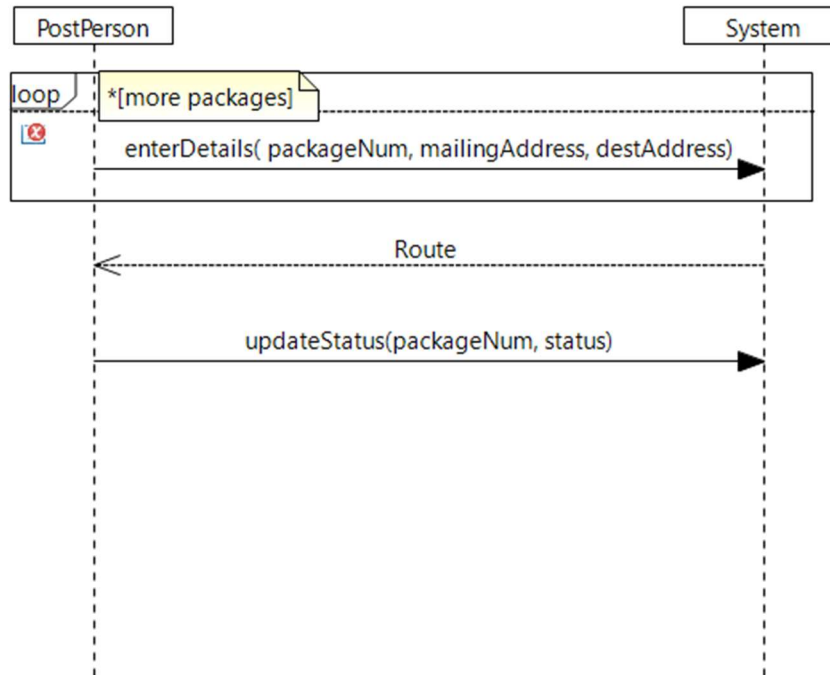 PostPerson
System
loop
*[more packages]
enterDetails( packageNum, mailingAddress, destAddress)
Route
updateStatus(packageNum, status)